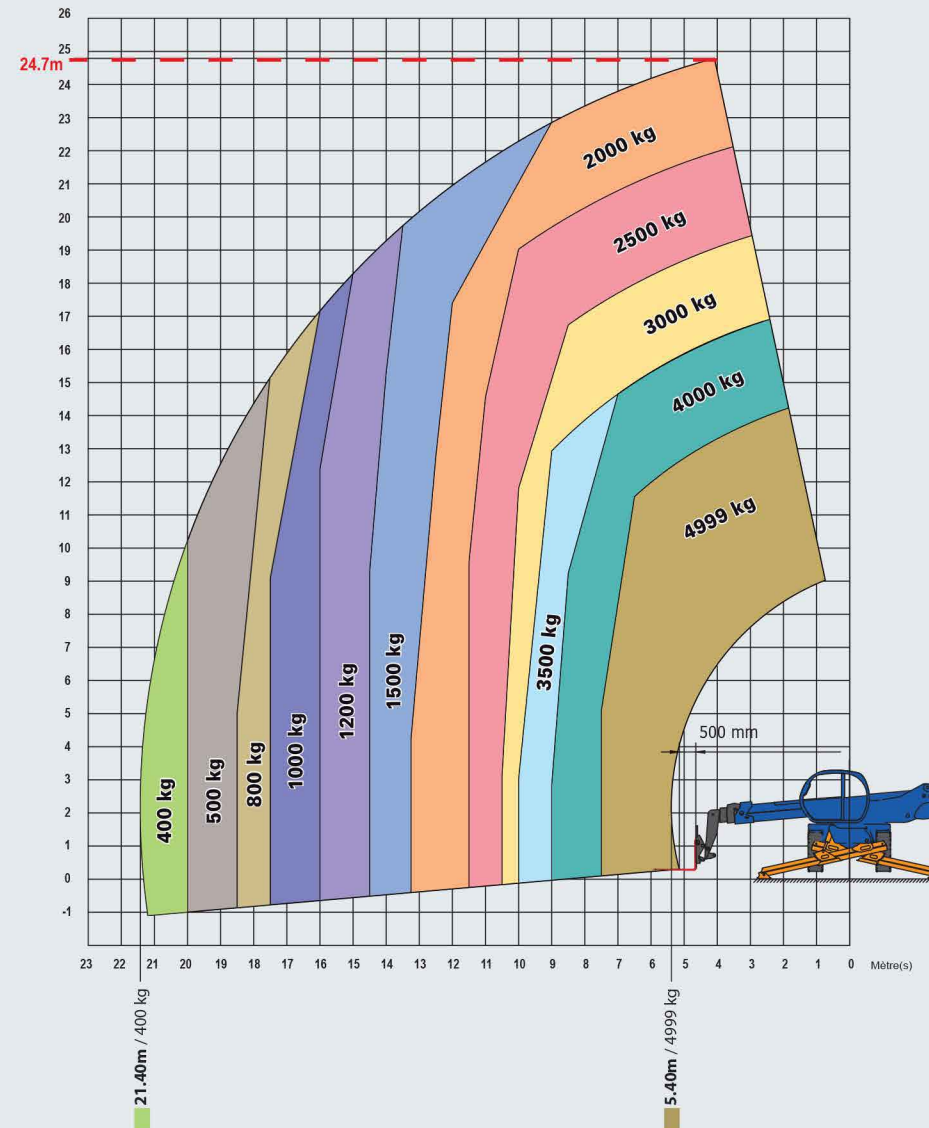 26
25
24.7m
24
23
22
21
20
19
18
17
16
15
14
13
12
11
10
9
8
7
6
5
4
3
2
1
0
-1
2000 kg
2500 kg
3000 kg
4000 kg
4999 kg
3500 kg
1500 kg
1200 kg
1000 kg
800 kg
500 kg
400 kg
500 mm
23 22 21 20 19 18 17 16 15 14 13 12 11 10 9 8 7 6 5 4 3 2 1 0 Mètre(s)
21.40m / 400 kg
5.40m / 4999 kg